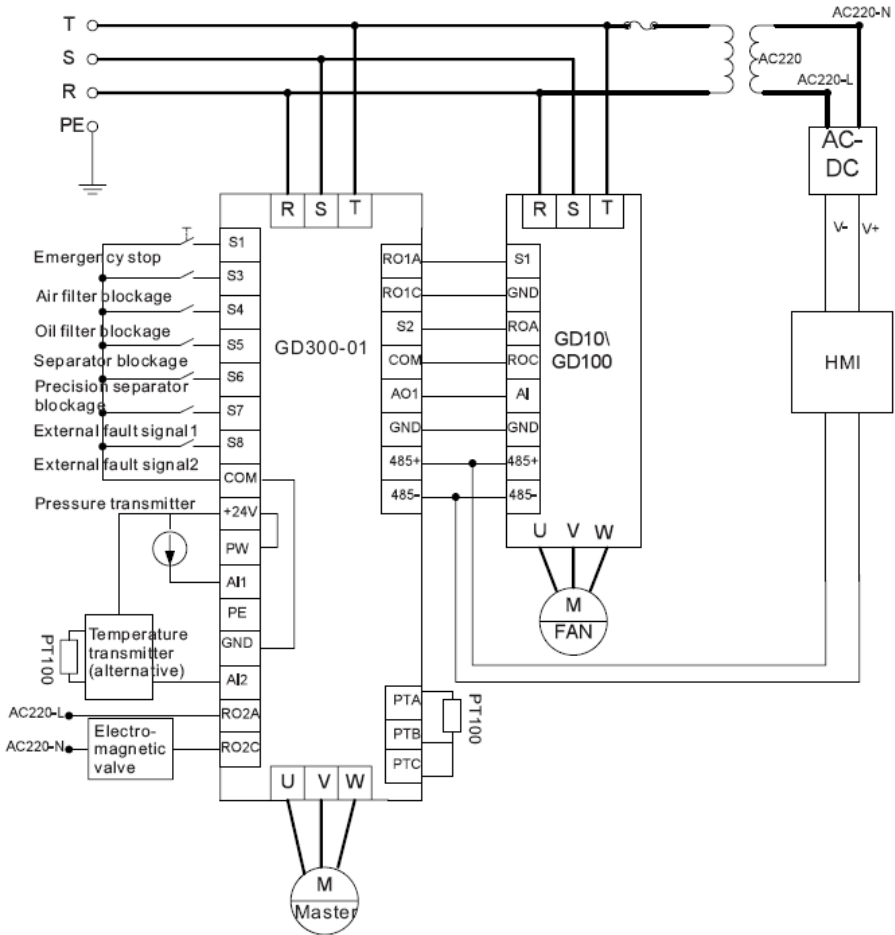 AC220-N
T
S
AC220
R
AC220-L
PE
AC-
DC
R S T
R S T
V- V+
S1
Emergency stop
S3
Air filter blockage
S4
Oil filter blockage
S5
Separator blockage
S6
Precision separator
blockage
S7
External fault signal1
S8
External fault signal2
COM
Pressure transmitter
+24V
PW
AI1
PE
GND
Temperature
transmitter
(alternative)
PT100
AI2
AC220-L
RO2A
AC220-N
Electro-
magnetic
valve
RO2C
GD300-01
RO1A
RO1C
S2
COM
AO1
GND
485+
485-
PTA
PTB
PTC
PT100
U V W
M
Master
S1
GND
ROA
ROC
AI
GND
485+
485-
GD10\
GD100
U V W
M
FAN
HMI